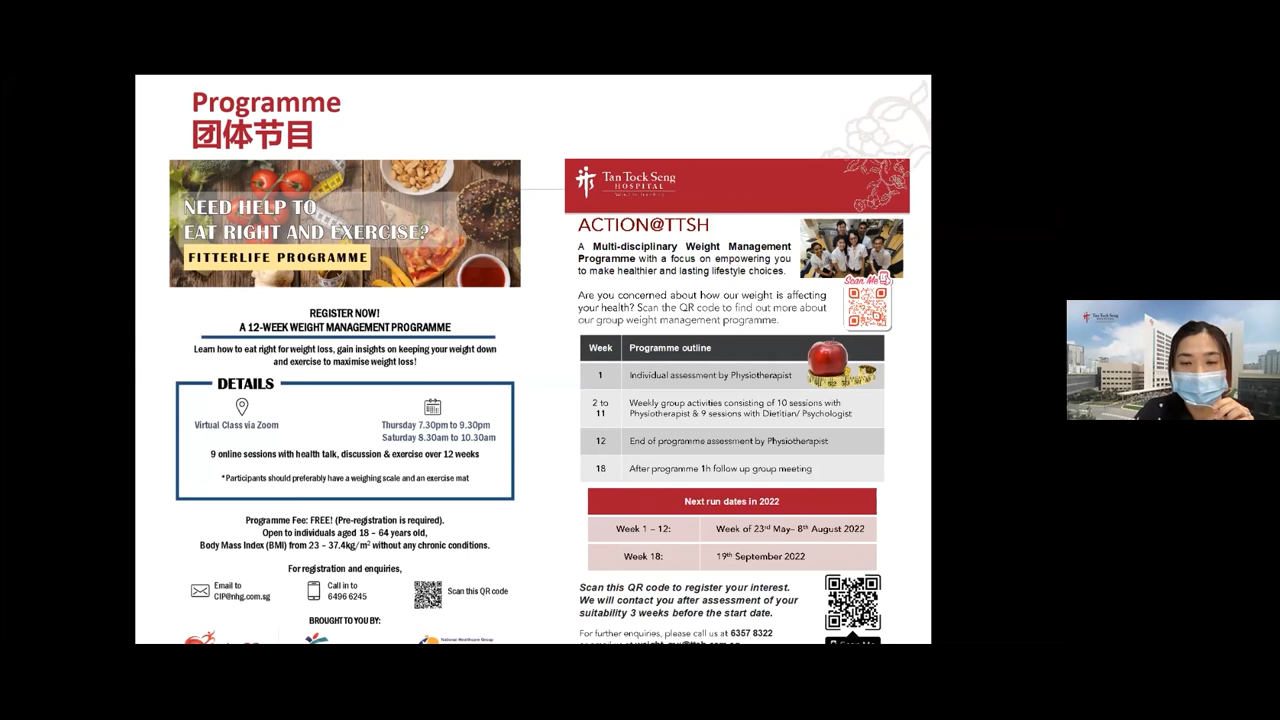 Programme
团体节目
NEED HELP TO
EAT RIGHT AND EXERCISE?
FITTERLIFE PROGRAMME
REGISTER NOW!
A 12-WEEK WEIGHT MANAGEMENT PROGRAMME
Learn how to eat right for weight loss, gain insights on keeping your weight down
and exercise to maximise weight loss!
DETAILS
Virtual Class via Zoom
Thursday 7.30pm to 9.30pm
Saturday 8.30am to 10.30am
9 online sessions with health talk, discussion & exercise over 12 weeks
*Participants should preferably have a weighing scale and an exercise mat
Programme Fee: FREE! (Pre-registration is required).
Open to individuals aged 18 – 64 years old,
Body Mass Index (BMI) from 23 – 37.4kg/m² without any chronic conditions.
For registration and enquiries,
Email to
CIP@nhg.com.sg
Call in to
6496 6245
Scan this QR code
BROUGHT TO YOU BY:
National Healthcare Group
Tan Tock Seng
HOSPITAL
ACTION@TTSH
A Multi-disciplinary Weight Management
Programme with a focus on empowering you
to make healthier and lasting lifestyle choices.
Scan Me
Are you concerned about how our weight is affecting
your health? Scan the QR code to find out more about
our group weight management programme.
Week Programme outline
1 Individual assessment by Physiotherapist
2 to 11 Weekly group activities consisting of 10 sessions with
Physiotherapist & 9 sessions with Dietitian/ Psychologist
12 End of programme assessment by Physiotherapist
18 After programme 1h follow up group meeting
Next run dates in 2022
Week 1 – 12: Week of 23rd May– 8th August 2022
Week 18: 19th September 2022
Scan this QR code to register your interest.
We will contact you after assessment of your
suitability 3 weeks before the start date.
For further enquiries, please call us at 6357 8322
Tan Tock Seng